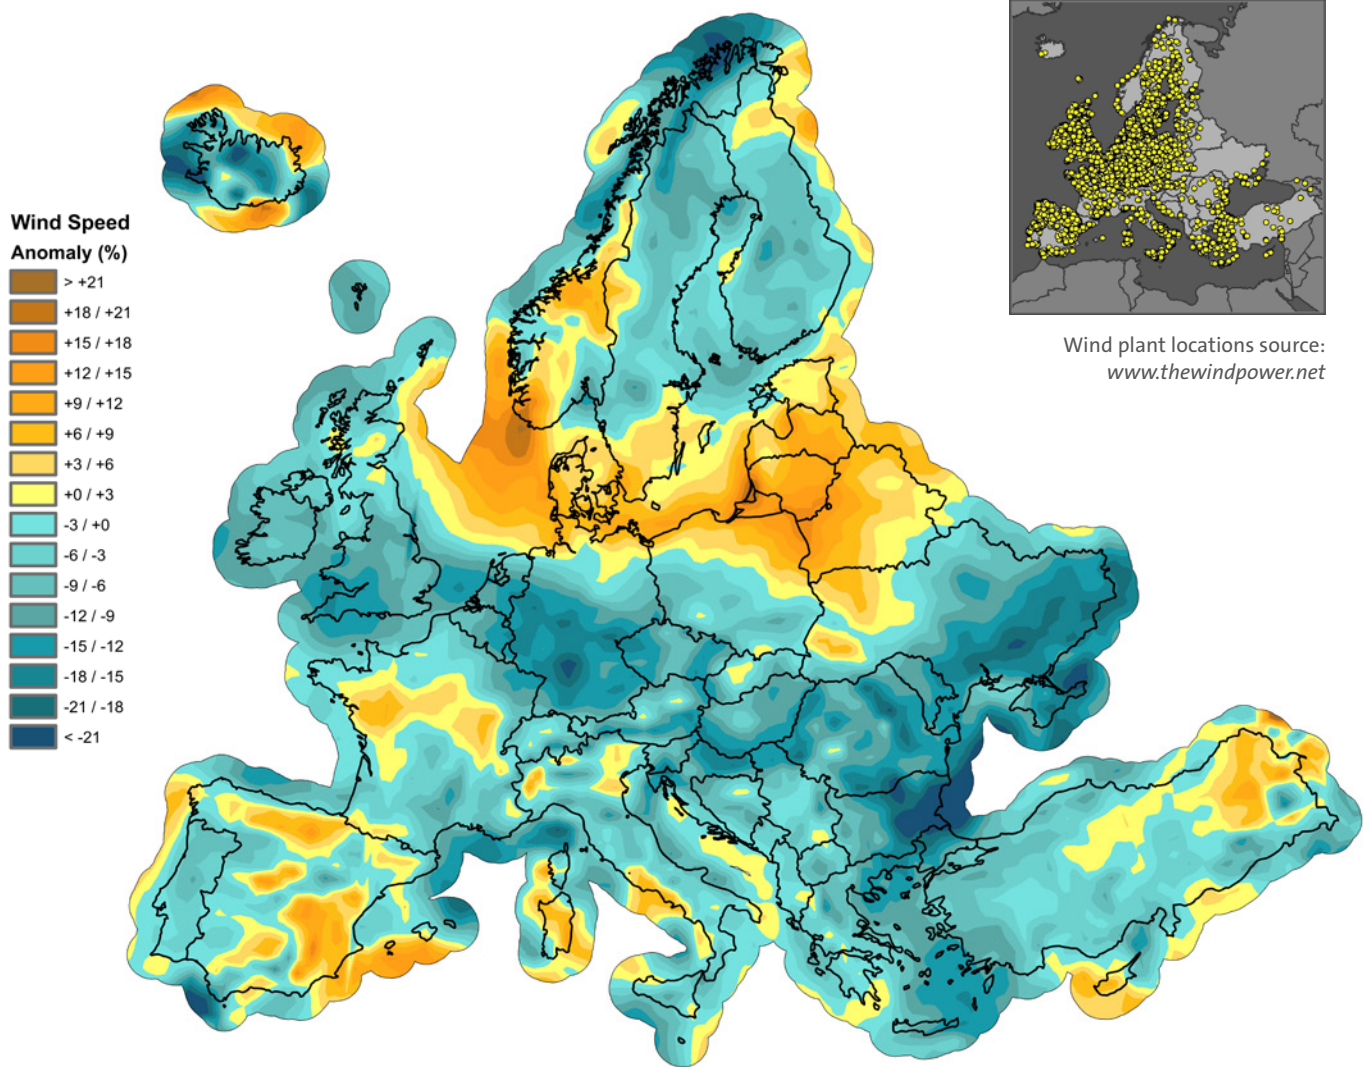 Wind Speed
Anomaly (%)
> +21
+18 / +21
+15 / +18
+12 / +15
+9 / +12
+6 / +9
+3 / +6
+0 / +3
-3 / +0
-6 / -3
-9 / -6
-12 / -9
-15 / -12
-18 / -15
-21 / -18
< -21
Wind plant locations source:
www.thewindpower.net